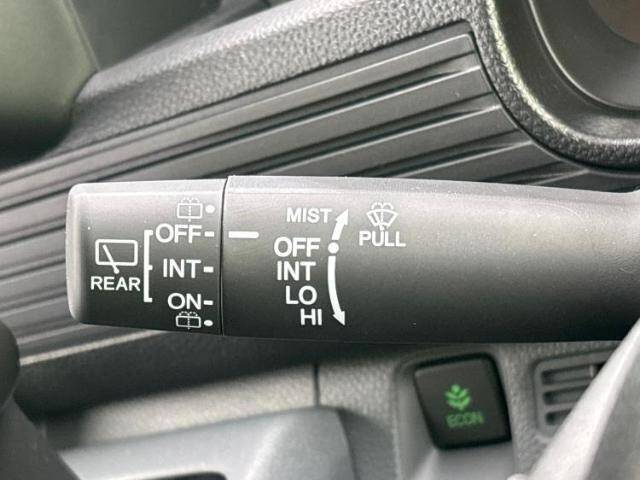 REAR
OFF
INT
ON
MIST
OFF
INT
LO
HI
PULL
ECON